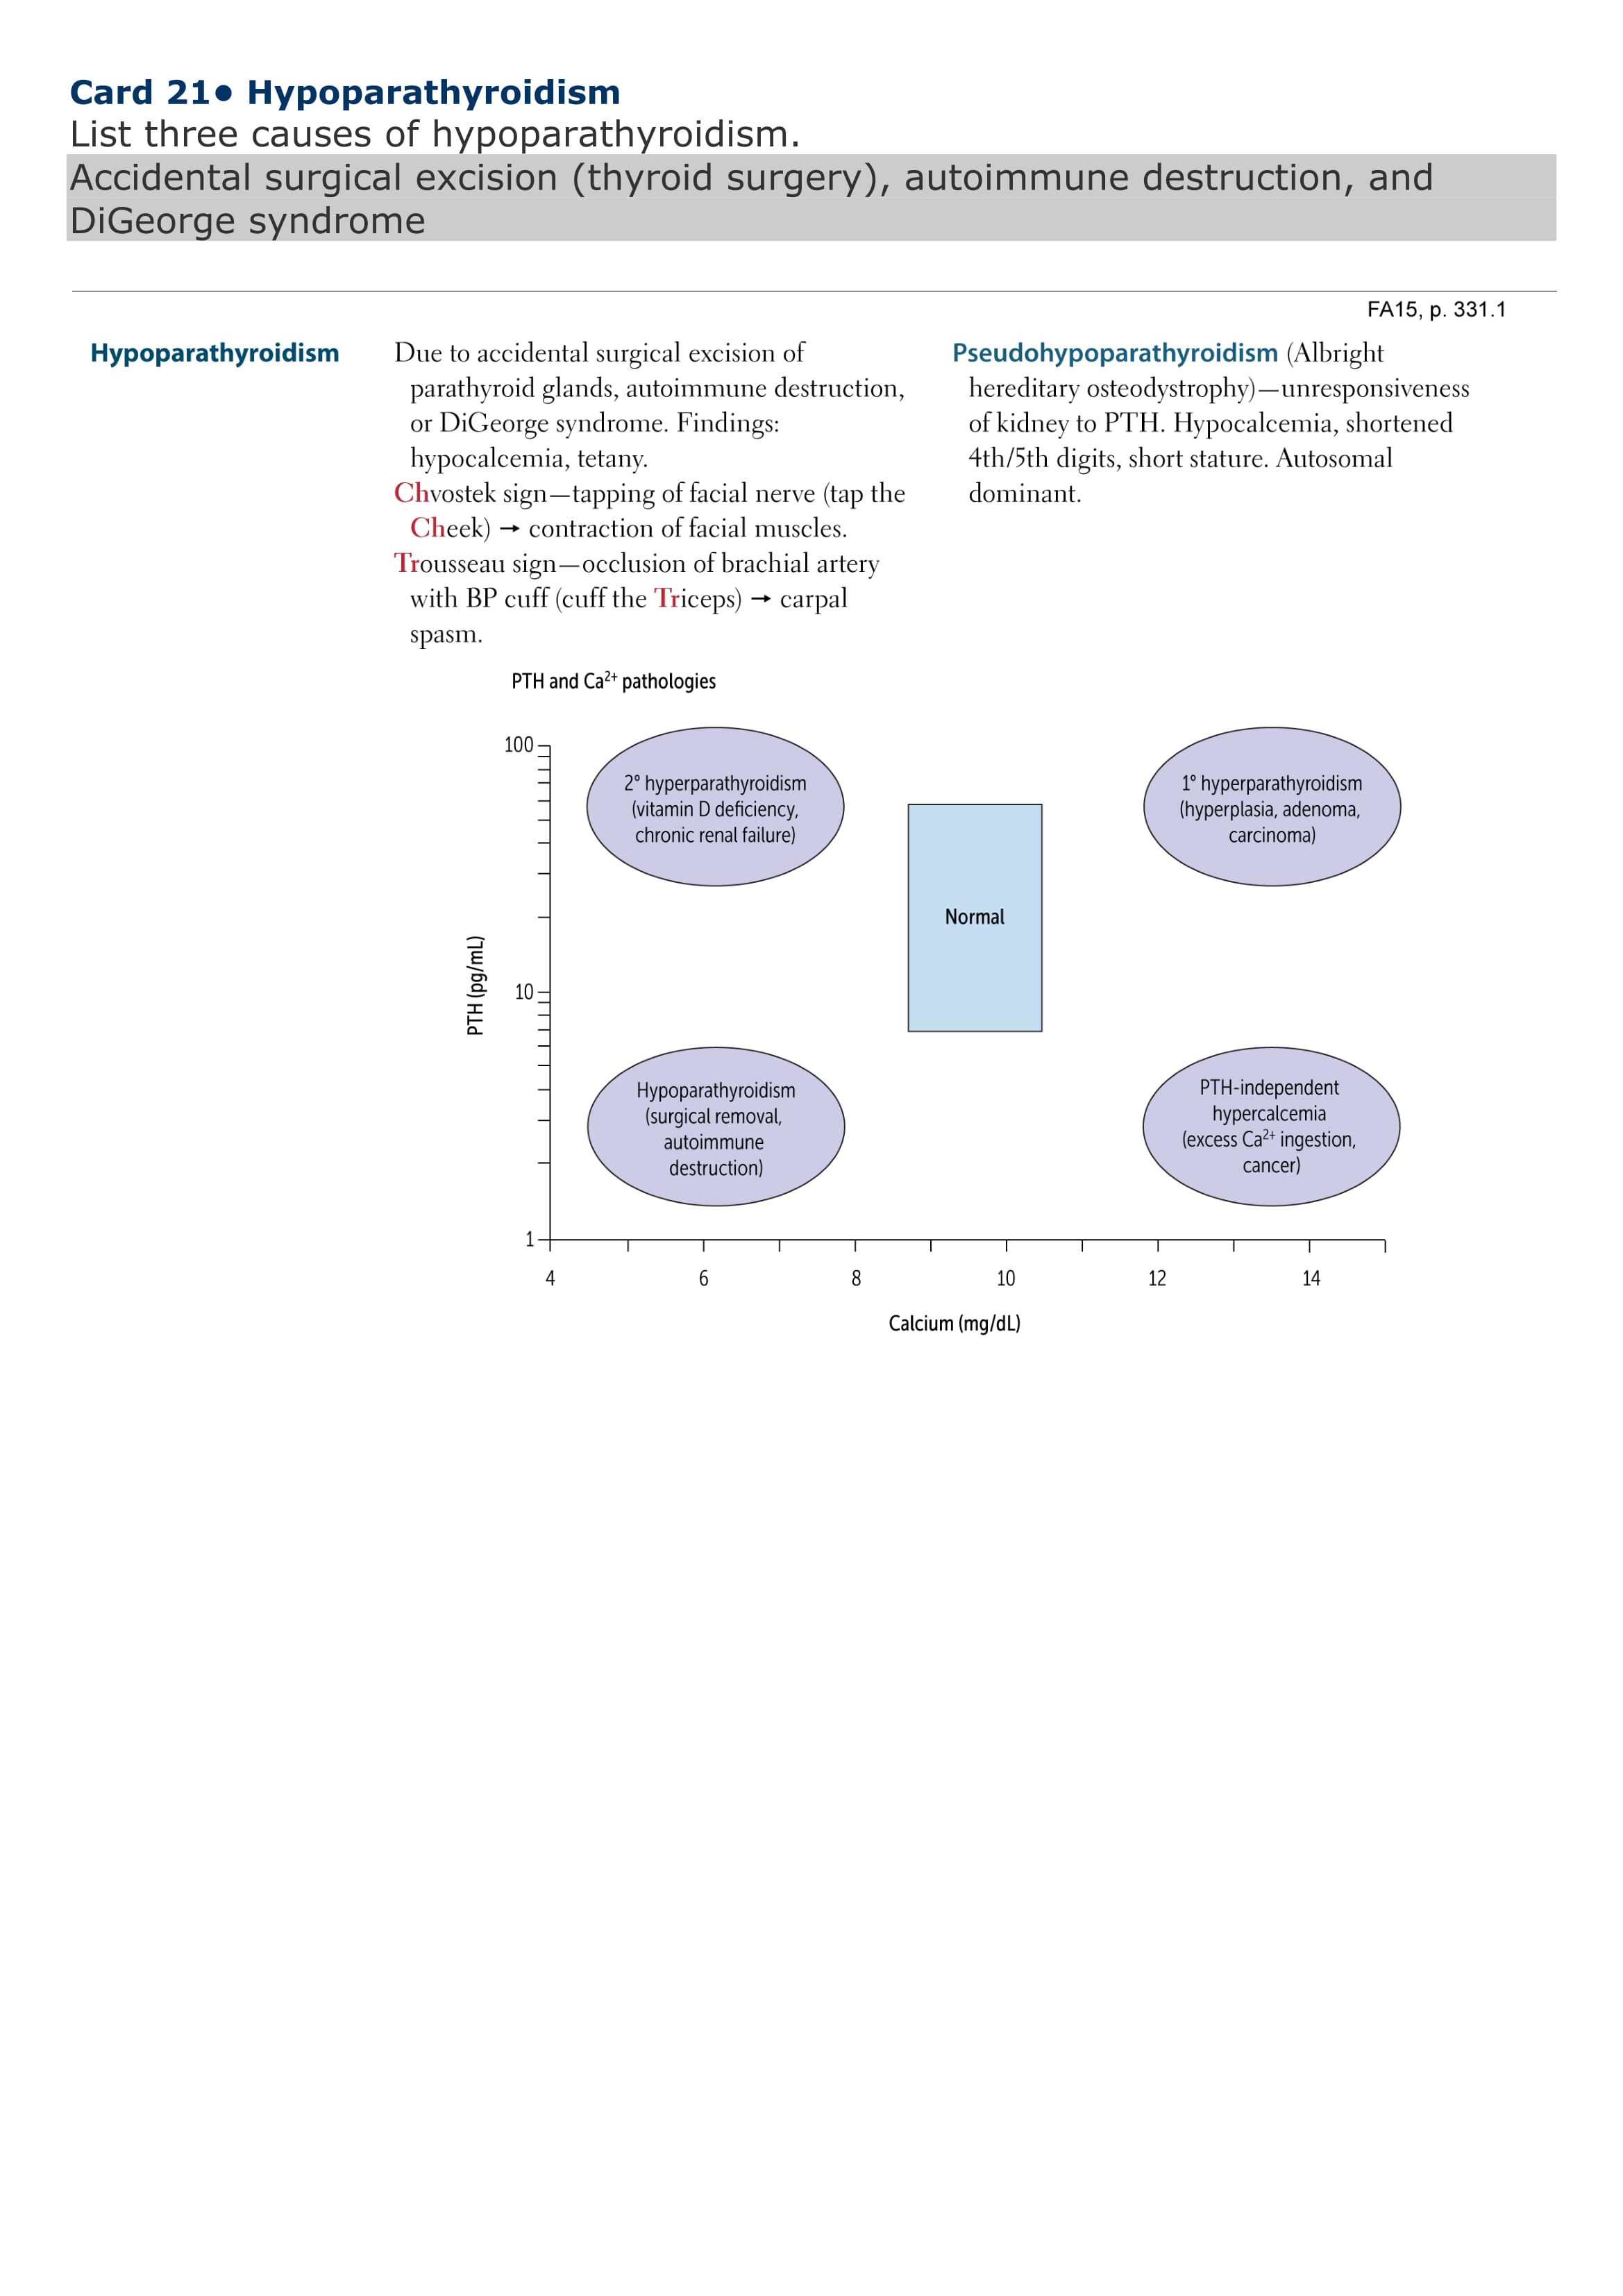 Card 21● Hypoparathyroidism
List three causes of hypoparathyroidism.
Accidental surgical excision (thyroid surgery), autoimmune destruction, and
DiGeorge syndrome
FA15, p. 331.1
Hypoparathyroidism
Due to accidental surgical excision of
parathyroid glands, autoimmune destruction,
or DiGeorge syndrome. Findings:
hypocalcemia, tetany.
Chvostek sign—tapping of facial nerve (tap the
Cheek) → contraction of facial muscles.
Trousseau sign—occlusion of brachial artery
with BP cuff (cuff the Triceps) → carpal
spasm.
Pseudohypoparathyroidism (Albright
hereditary osteodystrophy)—unresponsiveness
of kidney to PTH. Hypocalcemia, shortened
4th/5th digits, short stature. Autosomal
dominant.
PTH and Ca²⁺ pathologies
100
10
1
PTH (pg/mL)
2° hyperparathyroidism
(vitamin D deficiency,
chronic renal failure)
1° hyperparathyroidism
(hyperplasia, adenoma,
carcinoma)
Normal
Hypoparathyroidism
(surgical removal,
autoimmune
destruction)
PTH-independent
hypercalcemia
(excess Ca²⁺ ingestion,
cancer)
4 6 8 10 12 14
Calcium (mg/dL)